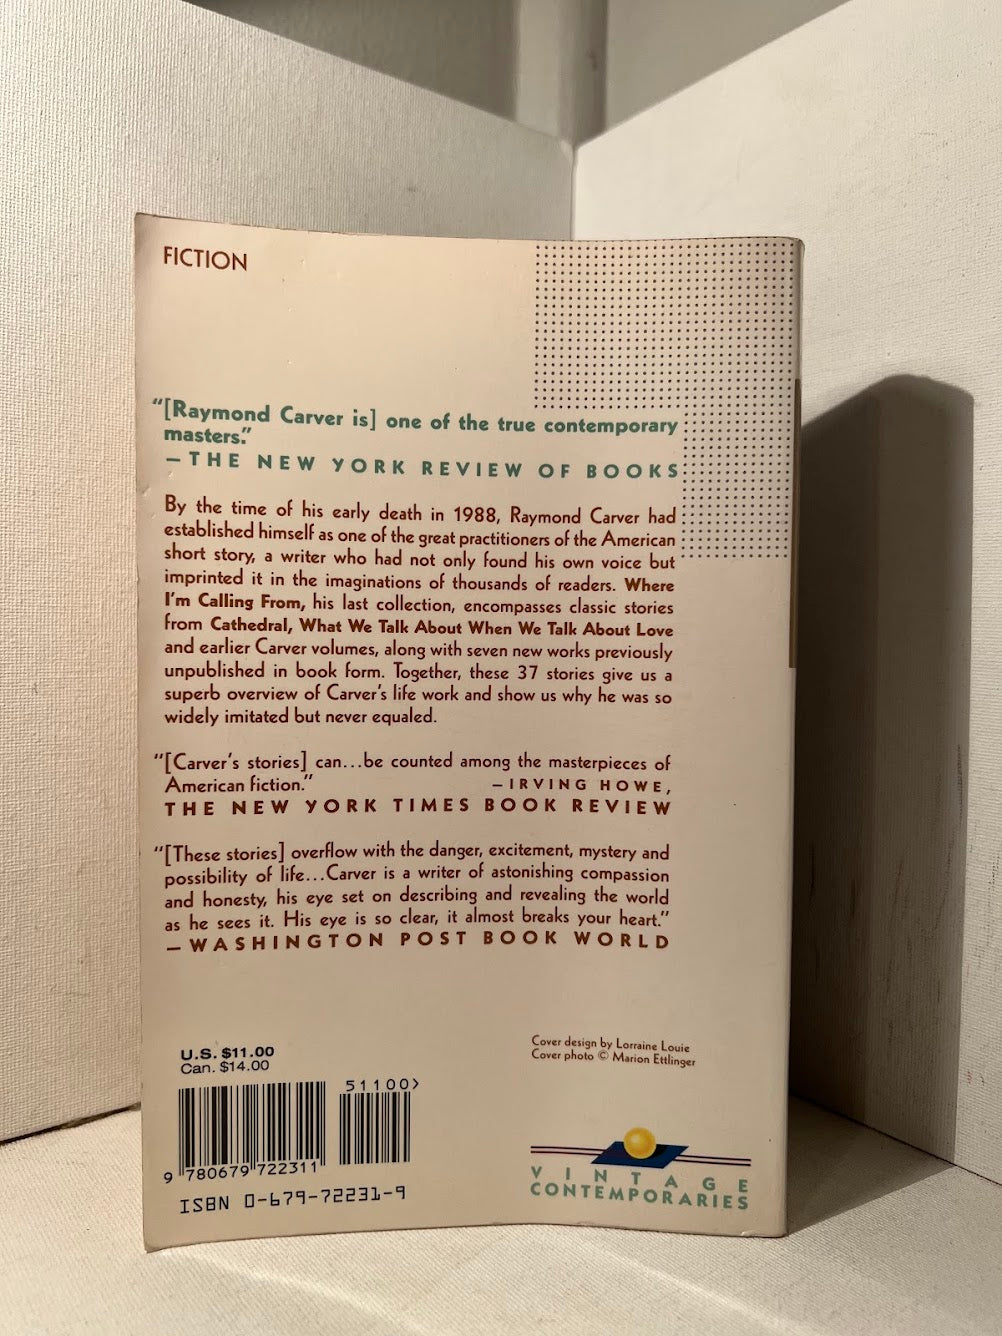 FICTION
“[Raymond Carver is] one of the true contemporary
masters.”
—THE NEW YORK REVIEW OF BOOKS
By the time of his early death in 1988, Raymond Carver had
established himself as one of the great practitioners of the American
short story, a writer who had not only found his own voice but
imprinted it in the imaginations of thousands of readers. Where
I'm Calling From, his last collection, encompasses classic stories
from Cathedral, What We Talk About When We Talk About Love
and earlier Carver volumes, along with seven new works previously
unpublished in book form. Together, these 37 stories give us a
superb overview of Carver's life work and show us why he was so
widely imitated but never equaled.
“[Carver's stories] can...be counted among the masterpieces of
American fiction.” —IRVING HOWE,
THE NEW YORK TIMES BOOK REVIEW
“[These stories] overflow with the danger, excitement, mystery and
possibility of life...Carver is a writer of astonishing compassion
and honesty, his eye set on describing and revealing the world
as he sees it. His eye is so clear, it almost breaks your heart.”
—WASHINGTON POST BOOK WORLD
Cover design by Lorraine Louie
Cover photo © Marion Ettlinger
U.S. $11.00
Can. $14.00
51100>
9 780679 722311
ISBN 0-679-72231-9
VINTAGE
CONTEMPORARIES